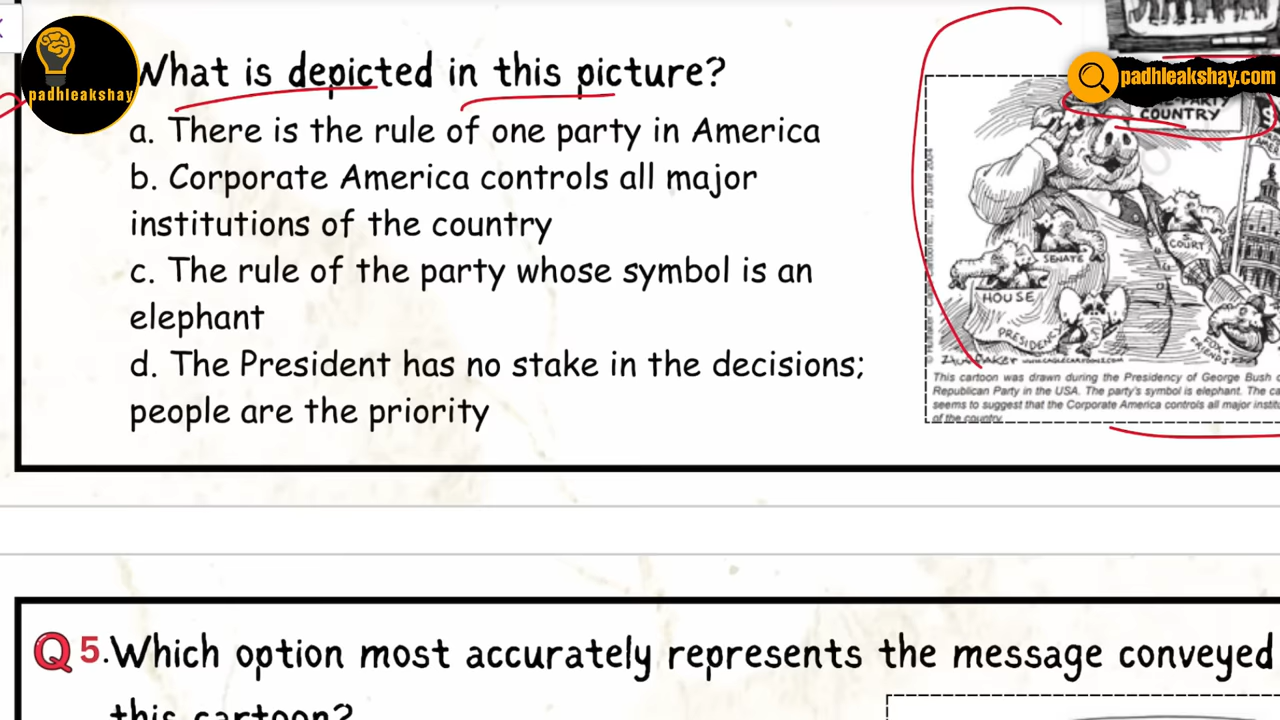 padhleakshay
What is depicted in this picture?
a. There is the rule of one party in America
b. Corporate America controls all major
institutions of the country
c. The rule of the party whose symbol is an
elephant
d. The President has no stake in the decisions;
people are the priority
padhleakshay.com
COUNTRY
S. COURT
SENATE
HOUSE
PRESIDENT
FOX + FRIENDS
This cartoon was drawn during the Presidency of George Bush
Republican Party in the USA. The party's symbol is elephant. The
seems to suggest that the Corporate America controls all major
of the country.
Q5. Which option most accurately represents the message conveyed
this cartoon?